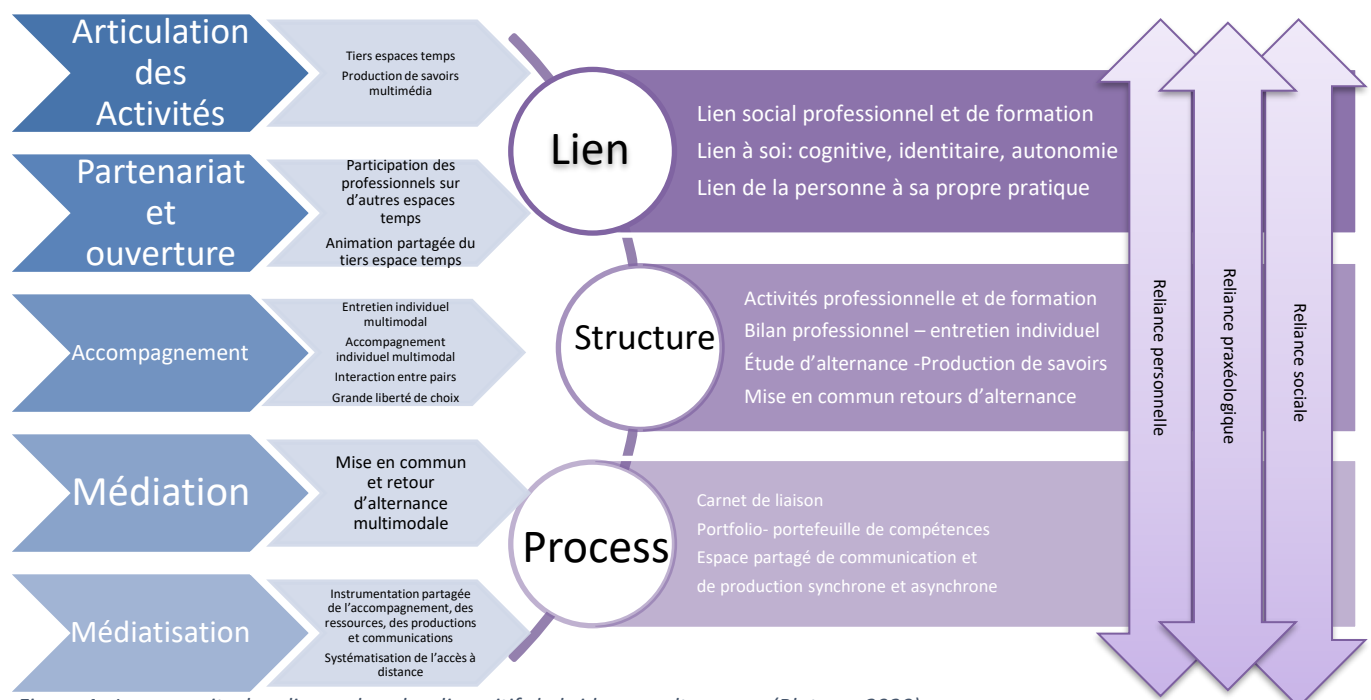 Articulation
des
Activités
Tiers espaces temps
Production de savoirs
multimédia
Partenariat
et
ouverture
Participation des
professionnels sur
d'autres espaces
temps
Animation partagée du
tiers espace temps
Accompagnement
Entretien individuel
multimodal
Accompagnement
individuel multimodal
Interaction entre pairs
Grande liberté de choix
Médiation
Mise en commun
et retour
d'alternance
multimodale
Médiatisation
Instrumentation partagée
de l'accompagnement, des
ressources, des productions
et communications
Systématisation de l'accès à
distance
Lien
Lien social professionnel et de formation
Lien à soi: cognitive, identitaire, autonomie
Lien de la personne à sa propre pratique
Structure
Activités professionnelle et de formation
Bilan professionnel – entretien individuel
Étude d'alternance -Production de savoirs
Mise en commun retours d'alternance
Process
Carnet de liaison
Portfolio- portefeuille de compétences
Espace partagé de communication et
de production synchrone et asynchrone
Reliance personnelle
Reliance praxéologique
Reliance sociale